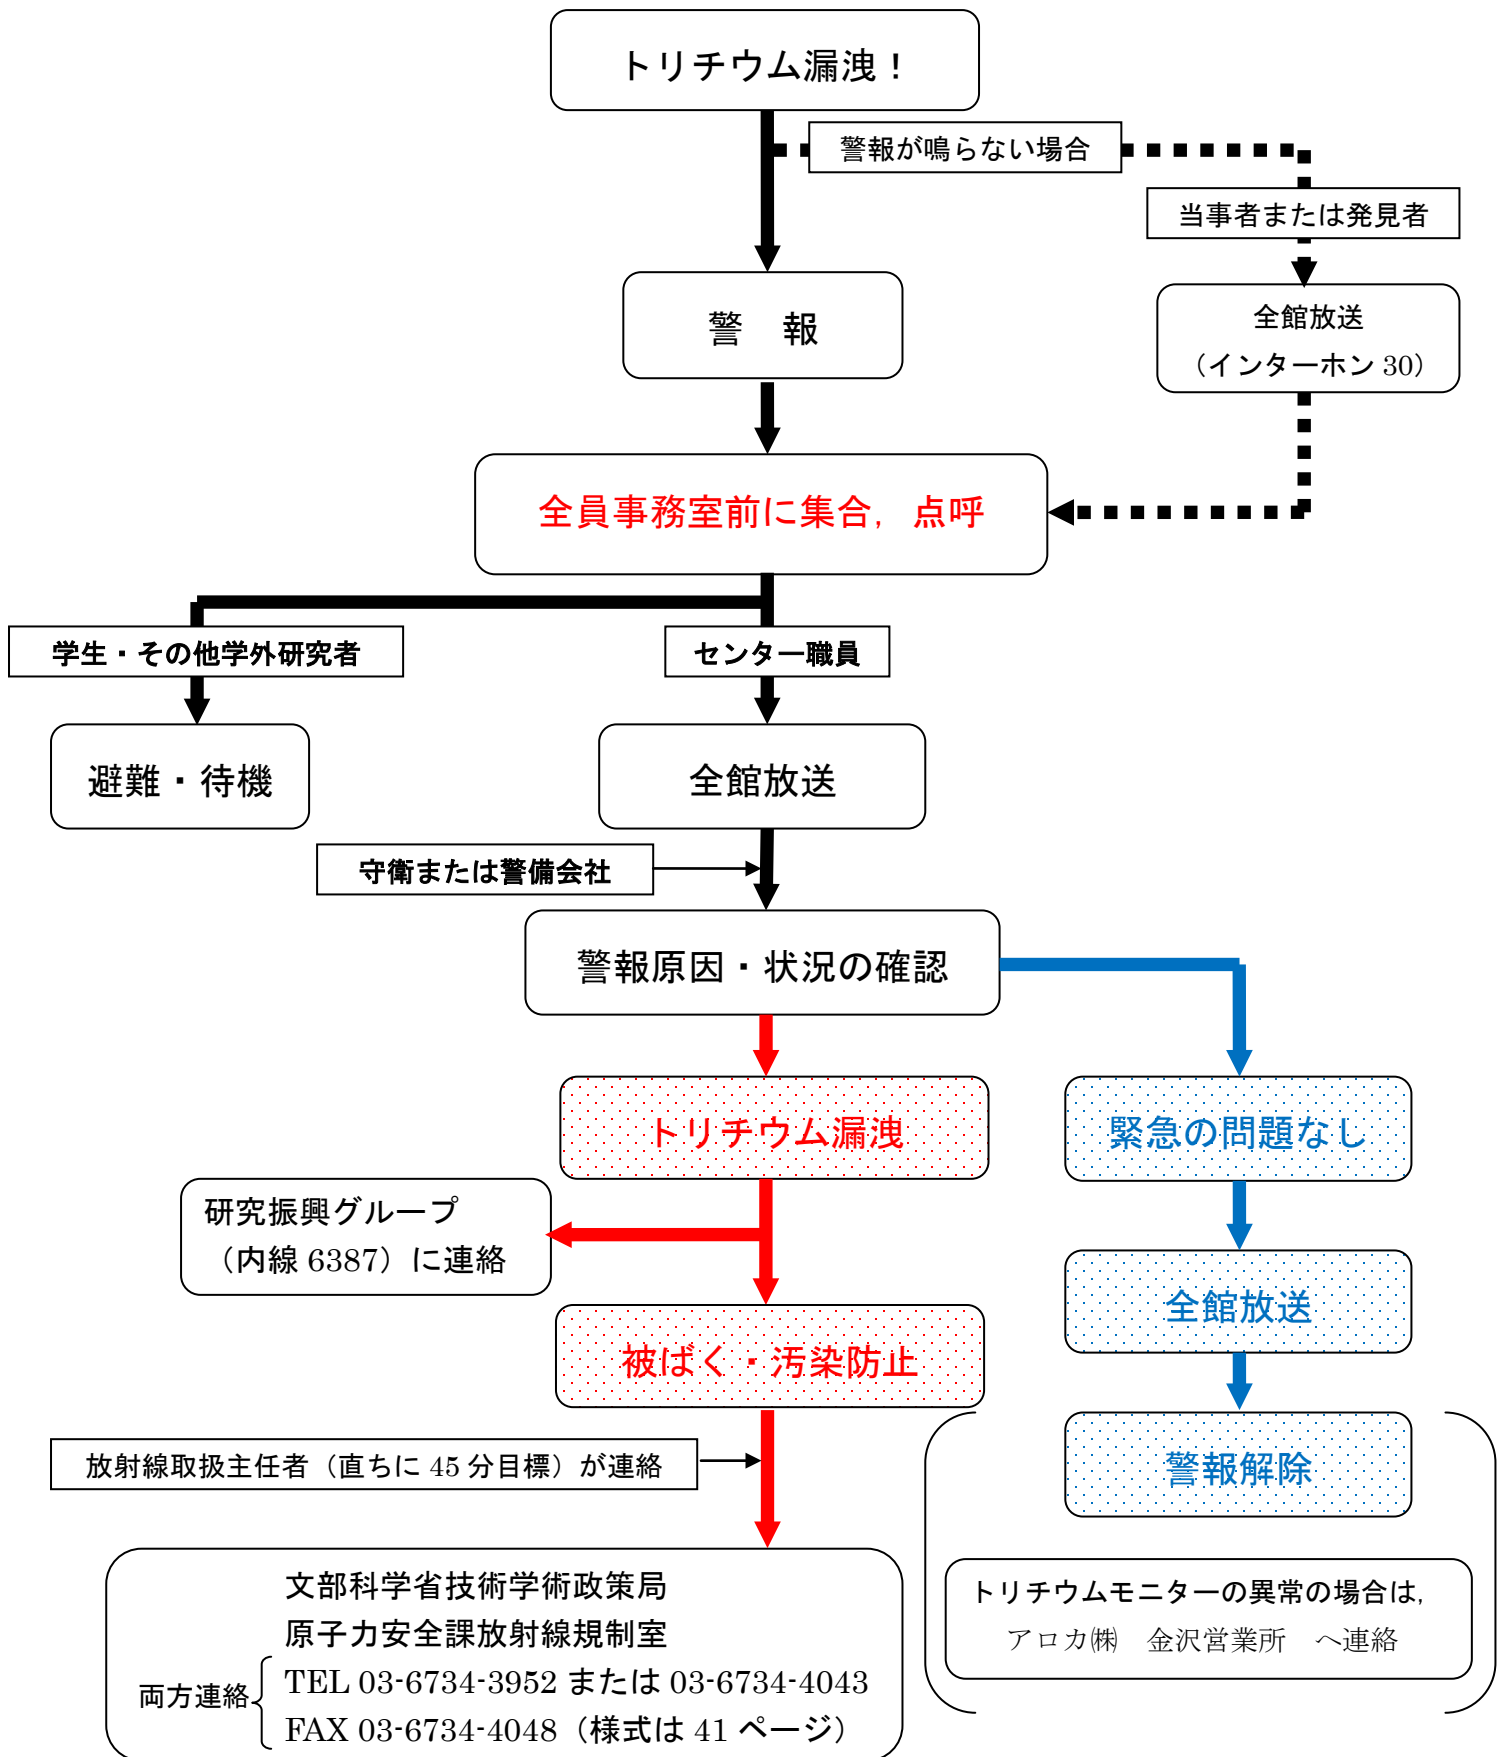 トリチウム漏洩！
警報が鳴らない場合
当事者または発見者
警　報
全館放送
（インターホン 30）
全員事務室前に集合，点呼
学生・その他学外研究者
センター職員
避難・待機
全館放送
守衛または警備会社
警報原因・状況の確認
トリチウム漏洩
緊急の問題なし
研究振興グループ
（内線 6387）に連絡
全館放送
被ばく・汚染防止
放射線取扱主任者（直ちに 45 分目標）が連絡
警報解除
文部科学省技術学術政策局
原子力安全課放射線規制室
両方連絡
TEL 03-6734-3952 または 03-6734-4043
FAX 03-6734-4048（様式は 41 ページ）
トリチウムモニターの異常の場合は，
アロカ㈱　金沢営業所　へ連絡